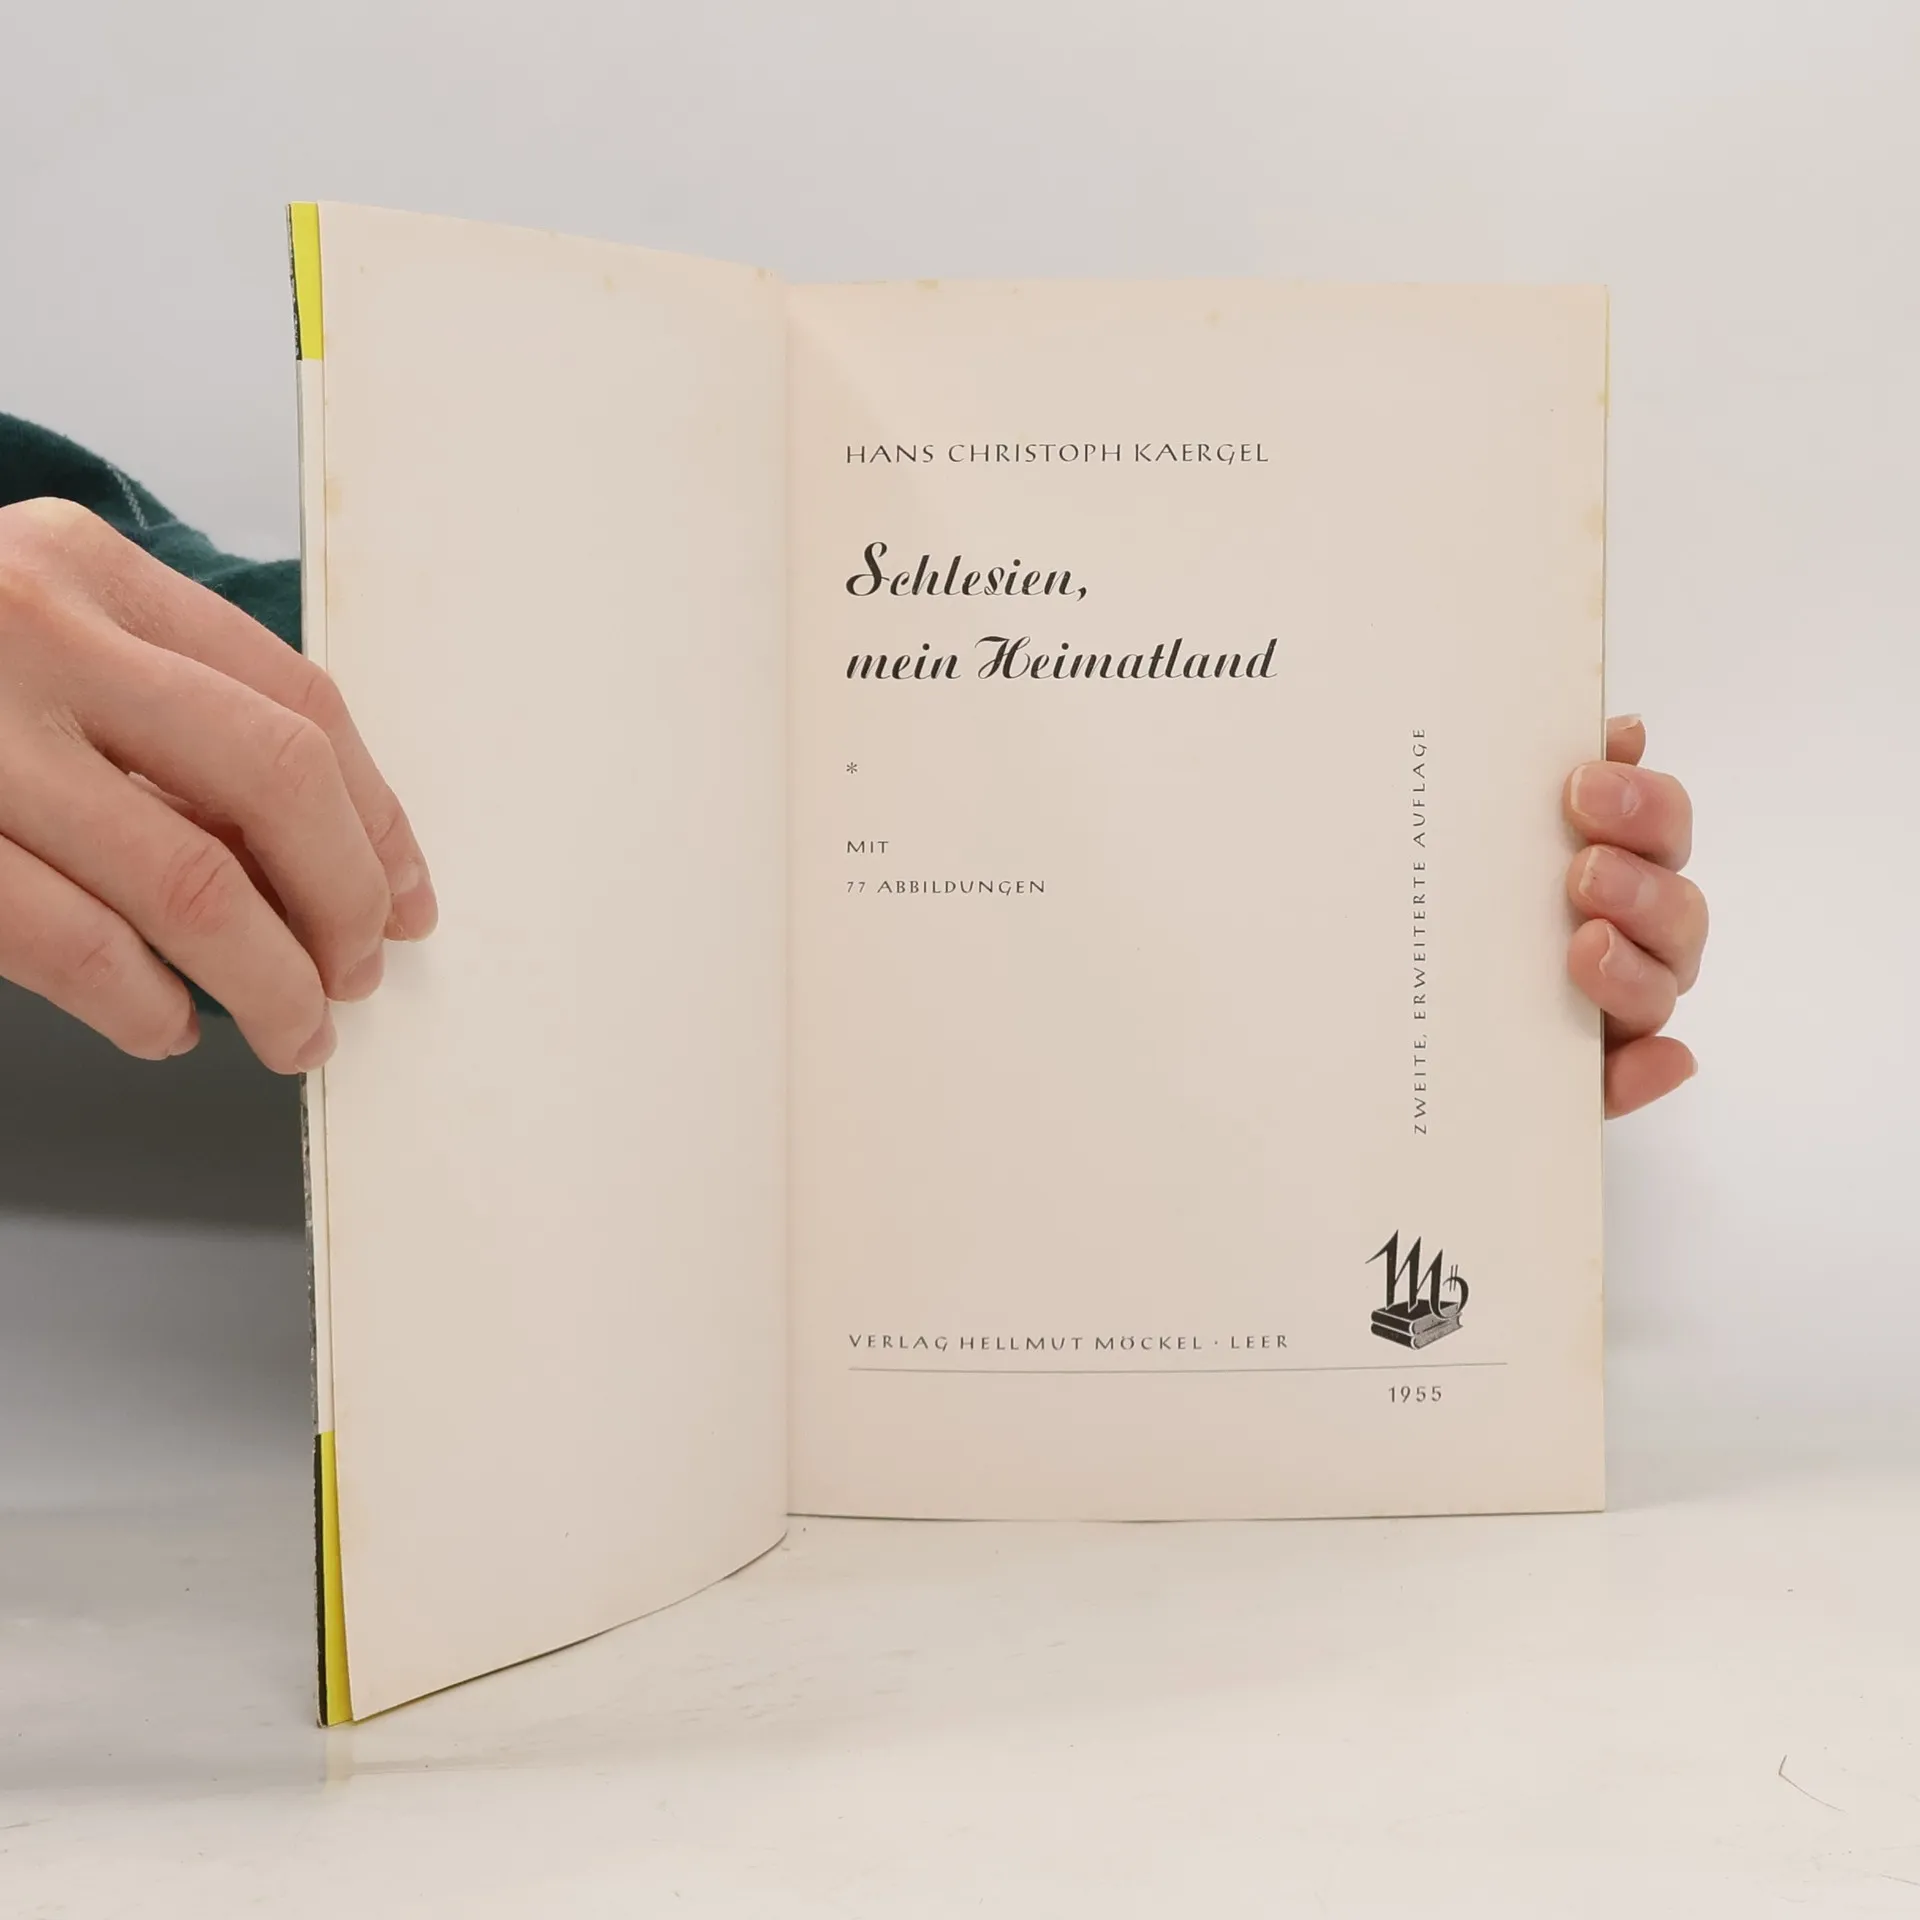 HANS CHRISTOPH KAERGEL
Schlesien,
mein Heimatland
*
MIT
77 ABBILDUNGEN
ZWEITE, ERWEITERTE AUFLAGE
VERLAG HELLMUT MÖCKEL · LEER
1955